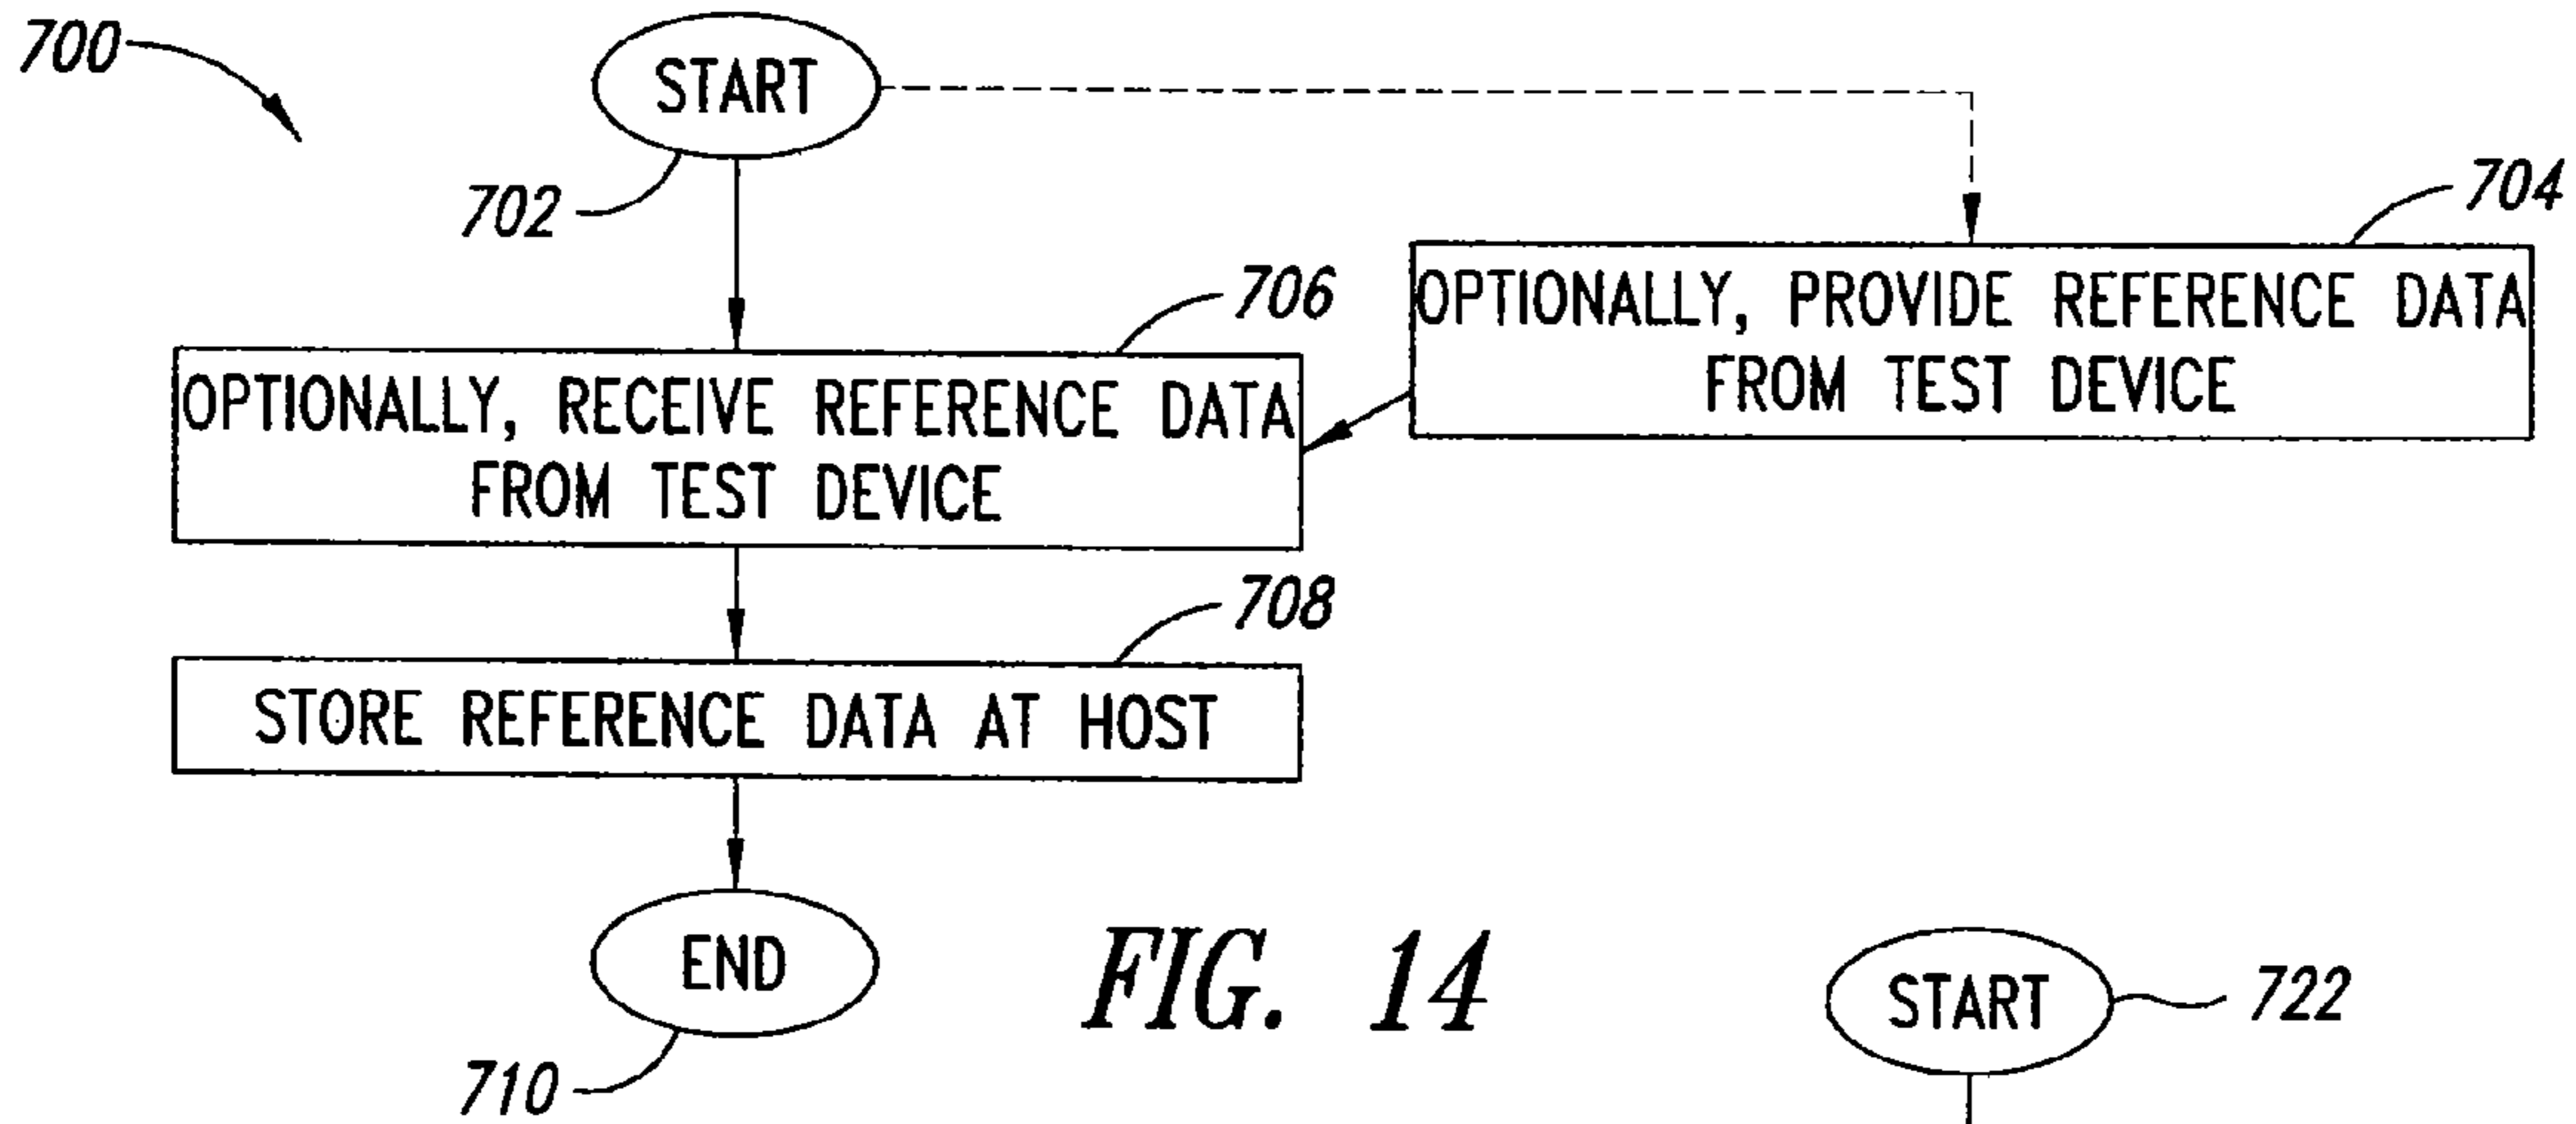 700
START
702
704
OPTIONALLY, PROVIDE REFERENCE DATA
FROM TEST DEVICE
706
OPTIONALLY, RECEIVE REFERENCE DATA
FROM TEST DEVICE
708
STORE REFERENCE DATA AT HOST
END
710
FIG. 14
START
722